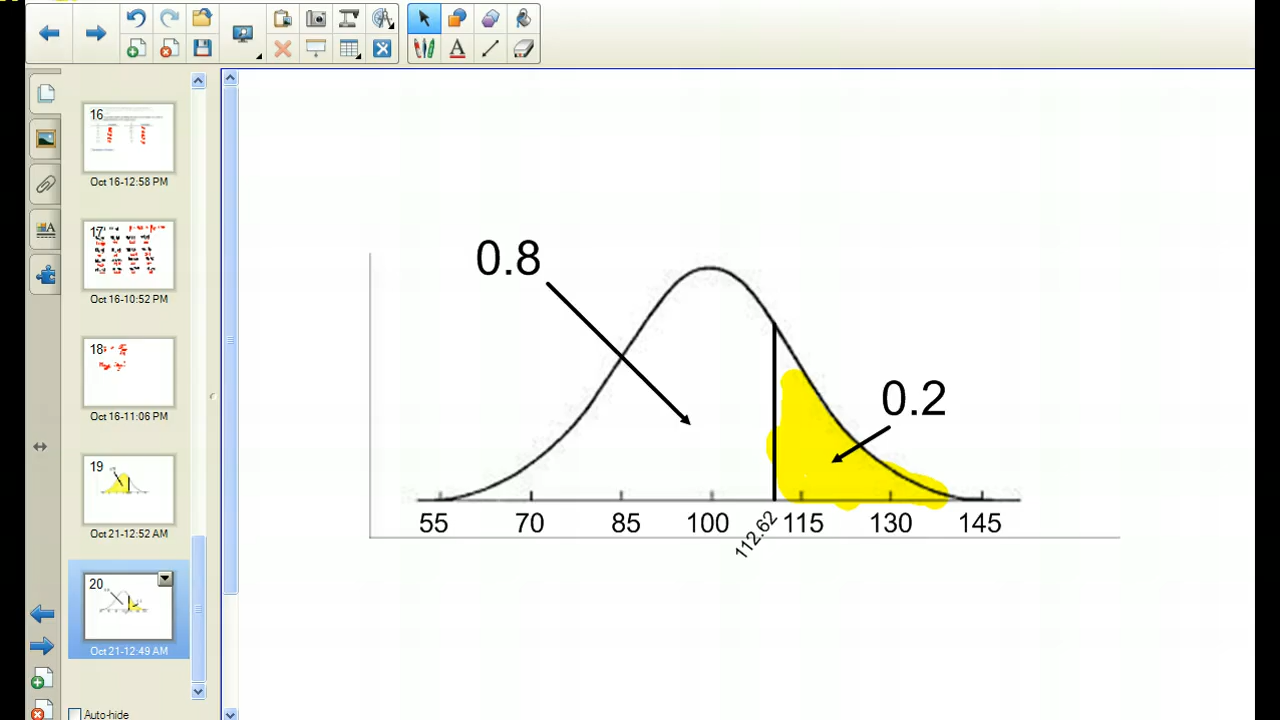 16
Oct 16-12:58 PM
17
Oct 16-10:52 PM
18
Oct 16-11:06 PM
19
Oct 21-12:52 AM
20
Oct 21-12:49 AM
Auto-hide
0.8
0.2
55 70 85 100 115 130 145
112.62